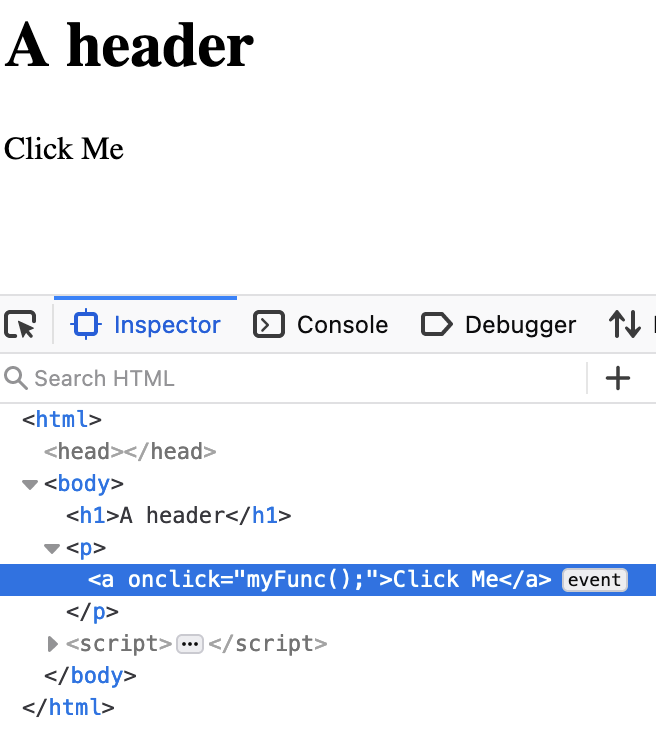 A header
Click Me
Inspector Console Debugger
Search HTML
<html>
<head></head>
<body>
<h1>A header</h1>
<p>
<a onclick="myFunc();">Click Me</a> event
</p>
<script> ··· </script>
</body>
</html>